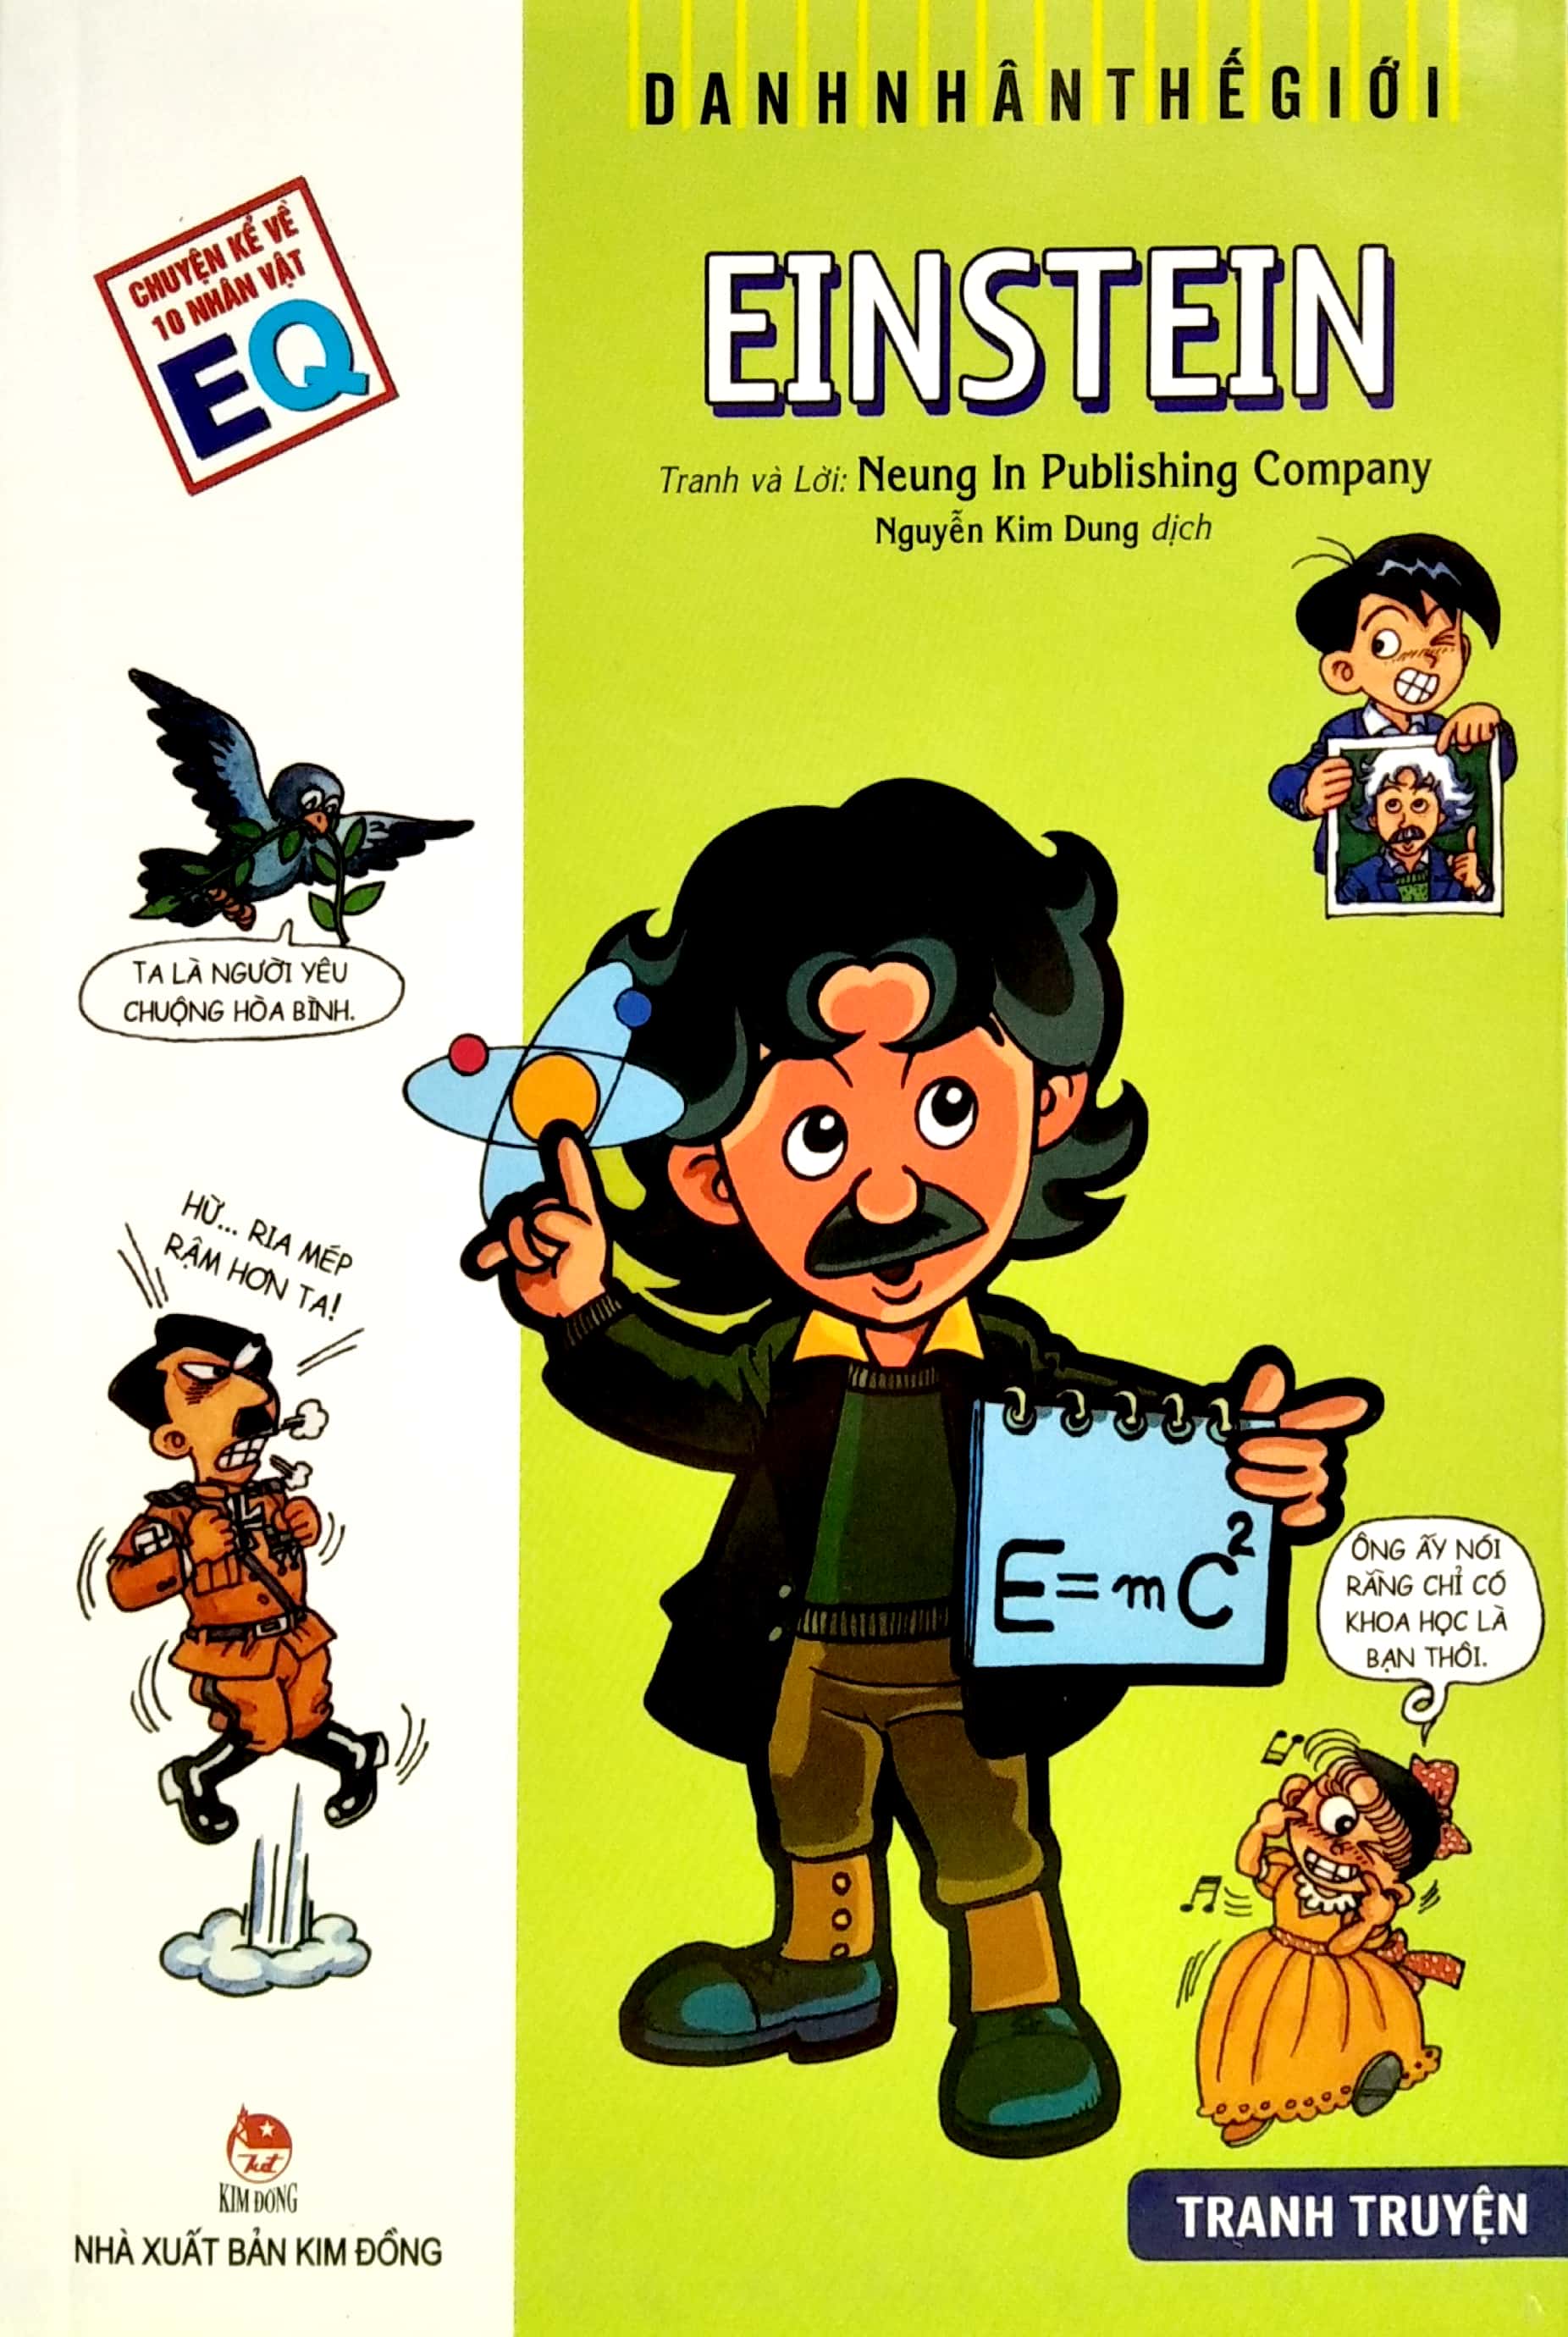 DANH NHÂN THẾ GIỚI
CHUYỆN KỂ VỀ
10 NHÂN VẬT
EQ
EINSTEIN
Tranh và Lời: Neung In Publishing Company
Nguyễn Kim Dung dịch
TA LÀ NGƯỜI YÊU
CHUỘNG HÒA BÌNH.
HỪ... RIA MÉP
RẬM HƠN TA!
E=mC²
ÔNG ẤY NÓI
RẰNG CHỈ CÓ
KHOA HỌC LÀ
BẠN THÔI.
KIM ĐỒNG
NHÀ XUẤT BẢN KIM ĐỒNG
TRANH TRUYỆN